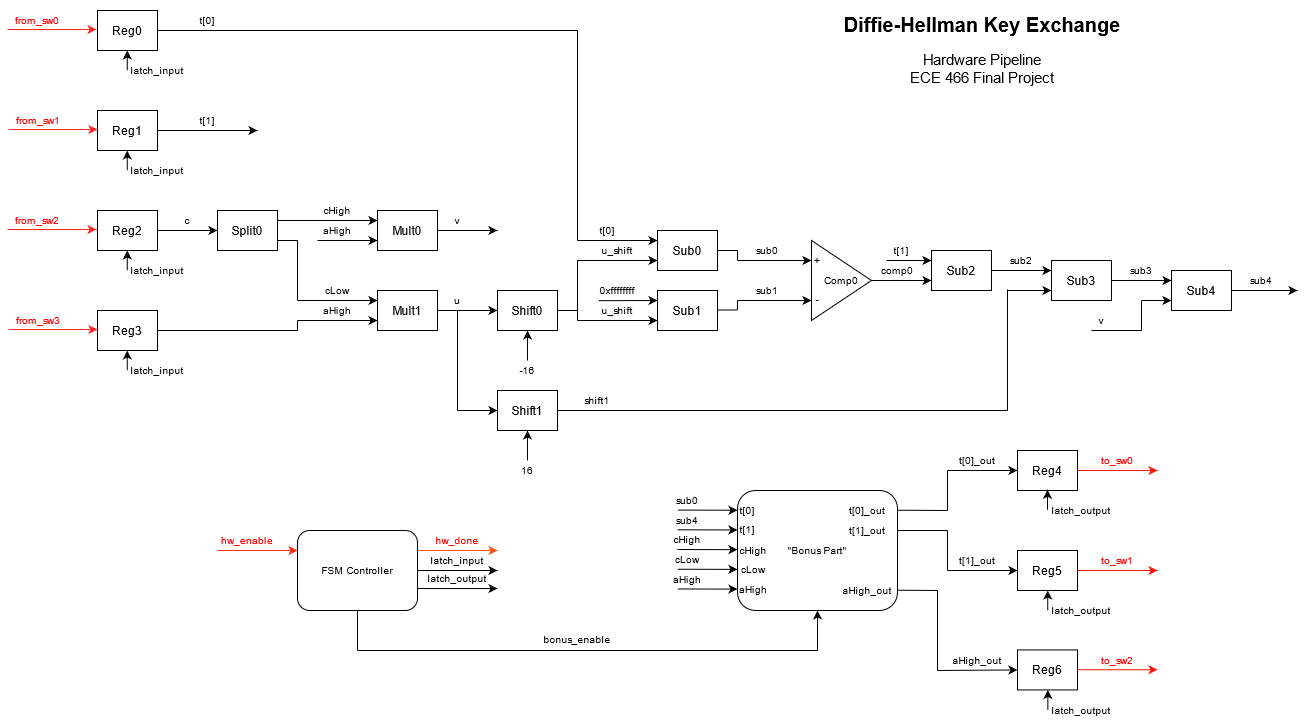 Diffie-Hellman Key Exchange
Hardware Pipeline
ECE 466 Final Project
from_sw0
Reg0
t[0]
latch_input
from_sw1
Reg1
t[1]
latch_input
from_sw2
Reg2
c
Split0
cHigh
aHigh
Mult0
v
latch_input
cLow
from_sw3
Reg3
aHigh
Mult1
u
latch_input
Shift0
-16
Shift1
16
shift1
t[0]
u_shift
Sub0
sub0
0xffffffff
u_shift
Sub1
sub1
+
-
Comp0
t[1]
comp0
Sub2
sub2
Sub3
sub3
v
Sub4
sub4
hw_enable
FSM Controller
hw_done
latch_input
latch_output
bonus_enable
sub0
sub4
cHigh
cLow
aHigh
t[0]
t[1]
cHigh
cLow
aHigh
"Bonus Part"
t[0]_out
t[1]_out
aHigh_out
t[0]_out
Reg4
to_sw0
latch_output
t[1]_out
Reg5
to_sw1
latch_output
aHigh_out
Reg6
to_sw2
latch_output